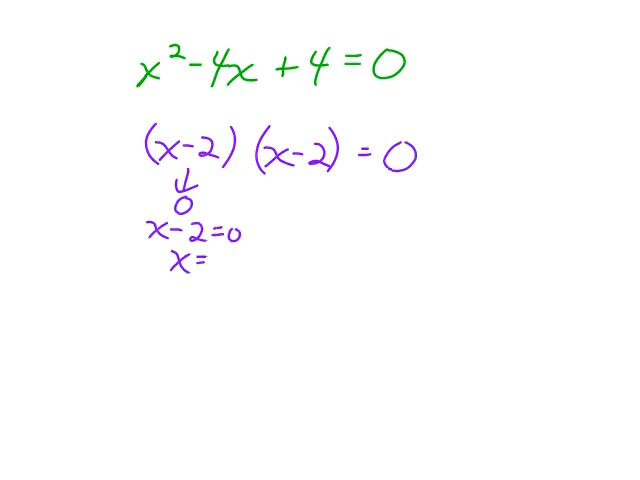 x² - 4x + 4 = 0
(x - 2) (x - 2) = 0
↓
0
x - 2 = 0
x =